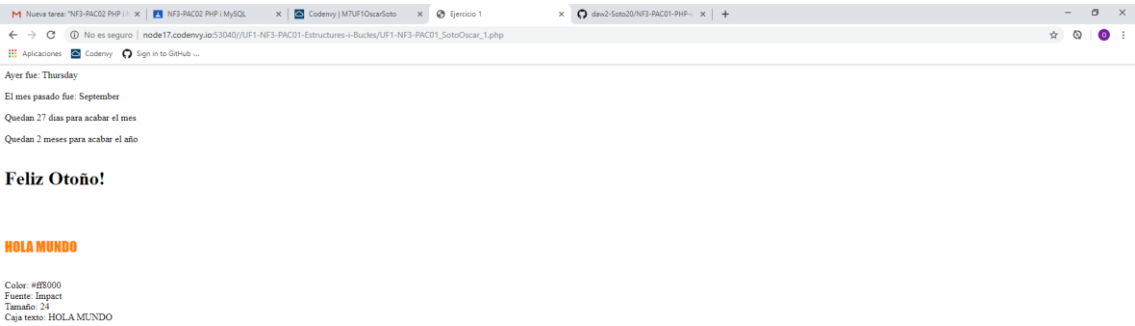 Nueva tarea: "NF3-PAC02 PHP i
NF3-PAC02 PHP i MySQL
Codenvy | M7UF1OscarSoto
Ejercicio 1
daw2-Soto20/NF3-PAC01-PHP-
No es seguro | node17.codenvy.io:53040//UF1-NF3-PAC01-Estructures-i-Bucles/UF1-NF3-PAC01_SotoOscar_1.php
Aplicaciones Codenvy Sign in to GitHub ·...
Ayer fue: Thursday
El mes pasado fue: September
Quedan 27 dias para acabar el mes
Quedan 2 meses para acabar el año
Feliz Otoño!
HOLA MUNDO
Color: #ff8000
Fuente: Impact
Tamaño: 24
Caja texto: HOLA MUNDO